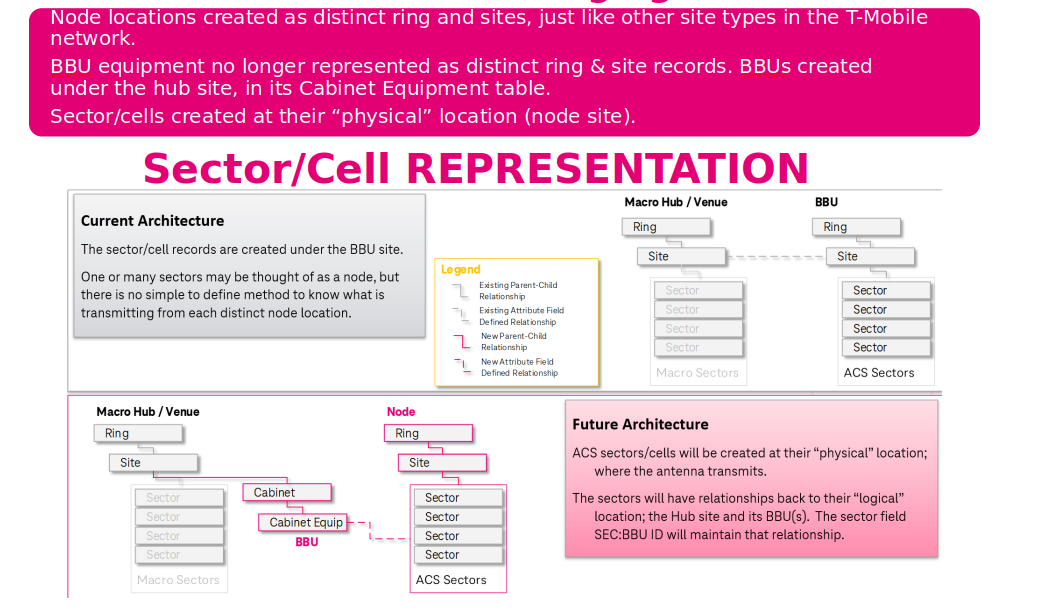 Node locations created as distinct ring and sites, just like other site types in the T-Mobile
network.
BBU equipment no longer represented as distinct ring & site records. BBUs created
under the hub site, in its Cabinet Equipment table.
Sector/cells created at their “physical” location (node site).
Sector/Cell REPRESENTATION
Current Architecture
The sector/cell records are created under the BBU site.
One or many sectors may be thought of as a node, but
there is no simple to define method to know what is
transmitting from each distinct node location.
Legend
Existing Parent-Child
Relationship
Existing Attribute Field
Defined Relationship
New Parent-Child
Relationship
New Attribute Field
Defined Relationship
Macro Hub / Venue
Ring
Site
Sector
Sector
Sector
Sector
Macro Sectors
BBU
Ring
Site
Sector
Sector
Sector
Sector
ACS Sectors
Macro Hub / Venue
Ring
Site
Sector
Sector
Sector
Sector
Macro Sectors
Cabinet
Cabinet Equip
BBU
Node
Ring
Site
Sector
Sector
Sector
Sector
ACS Sectors
Future Architecture
ACS sectors/cells will be created at their “physical” location;
where the antenna transmits.
The sectors will have relationships back to their “logical”
location; the Hub site and its BBU(s). The sector field
SEC:BBU ID will maintain that relationship.